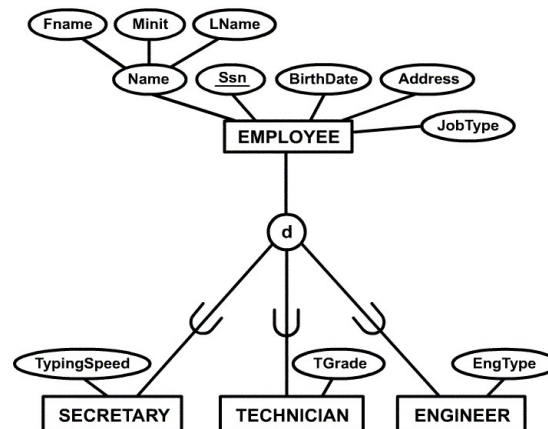 Fname
Minit
LName
Name
Ssn
BirthDate
Address
JobType
EMPLOYEE
d
TypingSpeed
TGrade
EngType
SECRETARY
TECHNICIAN
ENGINEER